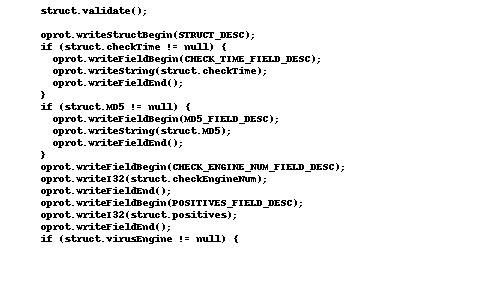 struct.validate();
oprot.writeStructBegin(STRUCT_DESC);
if (struct.checkTime != null) {
oprot.writeFieldBegin(CHECK_TIME_FIELD_DESC);
oprot.writeString(struct.checkTime);
oprot.writeFieldEnd();
}
if (struct.MD5 != null) {
oprot.writeFieldBegin(MD5_FIELD_DESC);
oprot.writeString(struct.MD5);
oprot.writeFieldEnd();
}
oprot.writeFieldBegin(CHECK_ENGINE_NUM_FIELD_DESC);
oprot.writeI32(struct.checkEngineNum);
oprot.writeFieldEnd();
oprot.writeFieldBegin(POSITIVES_FIELD_DESC);
oprot.writeI32(struct.positives);
oprot.writeFieldEnd();
if (struct.virusEngine != null) {